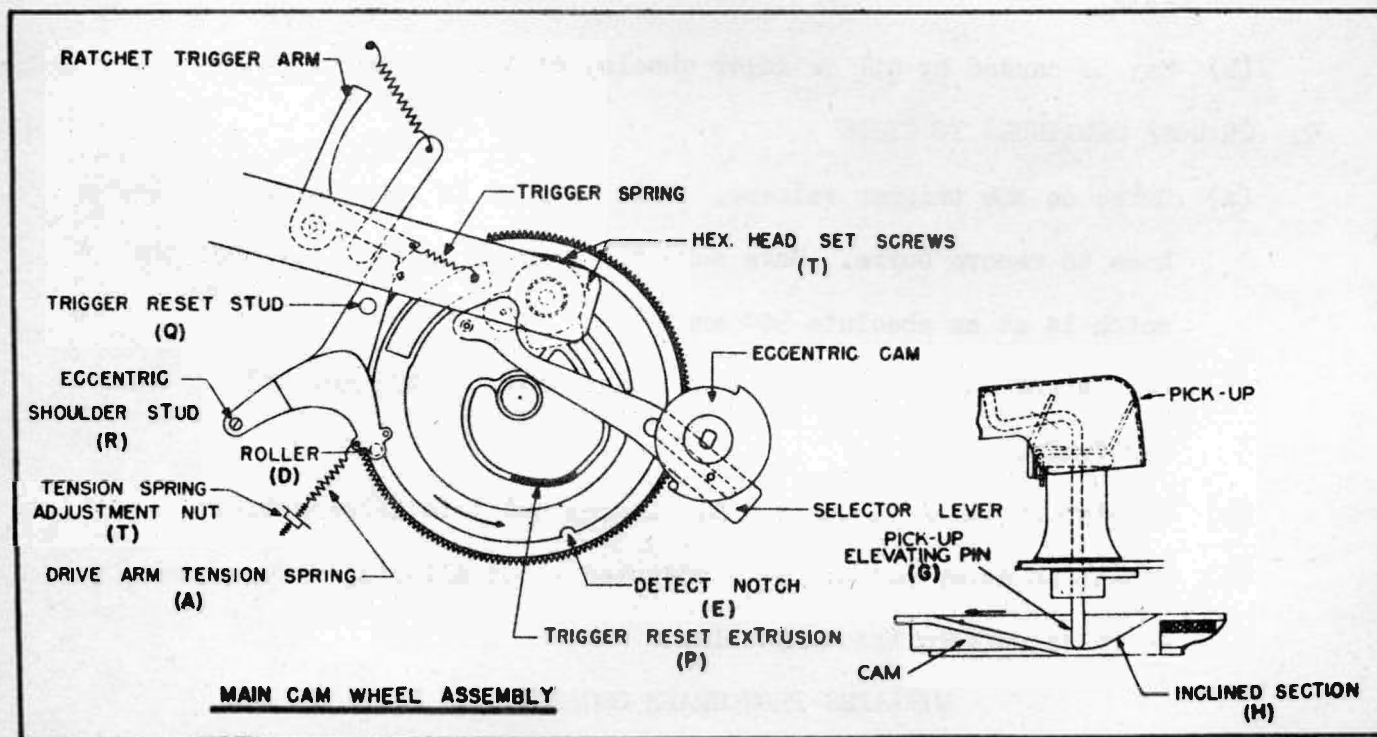 RATCHET TRIGGER ARM
TRIGGER SPRING
HEX. HEAD SET SCREWS
(T)
TRIGGER RESET STUD
(Q)
ECCENTRIC CAM
ECCENTRIC
SHOULDER STUD
(R)
PICK-UP
ROLLER
(D)
TENSION SPRING
ADJUSTMENT NUT
(T)
SELECTOR LEVER
PICK-UP
ELEVATING PIN
(G)
DRIVE ARM TENSION SPRING
(A)
DETECT NOTCH
(E)
TRIGGER RESET EXTRUSION
(P)
CAM
MAIN CAM WHEEL ASSEMBLY
INCLINED SECTION
(H)